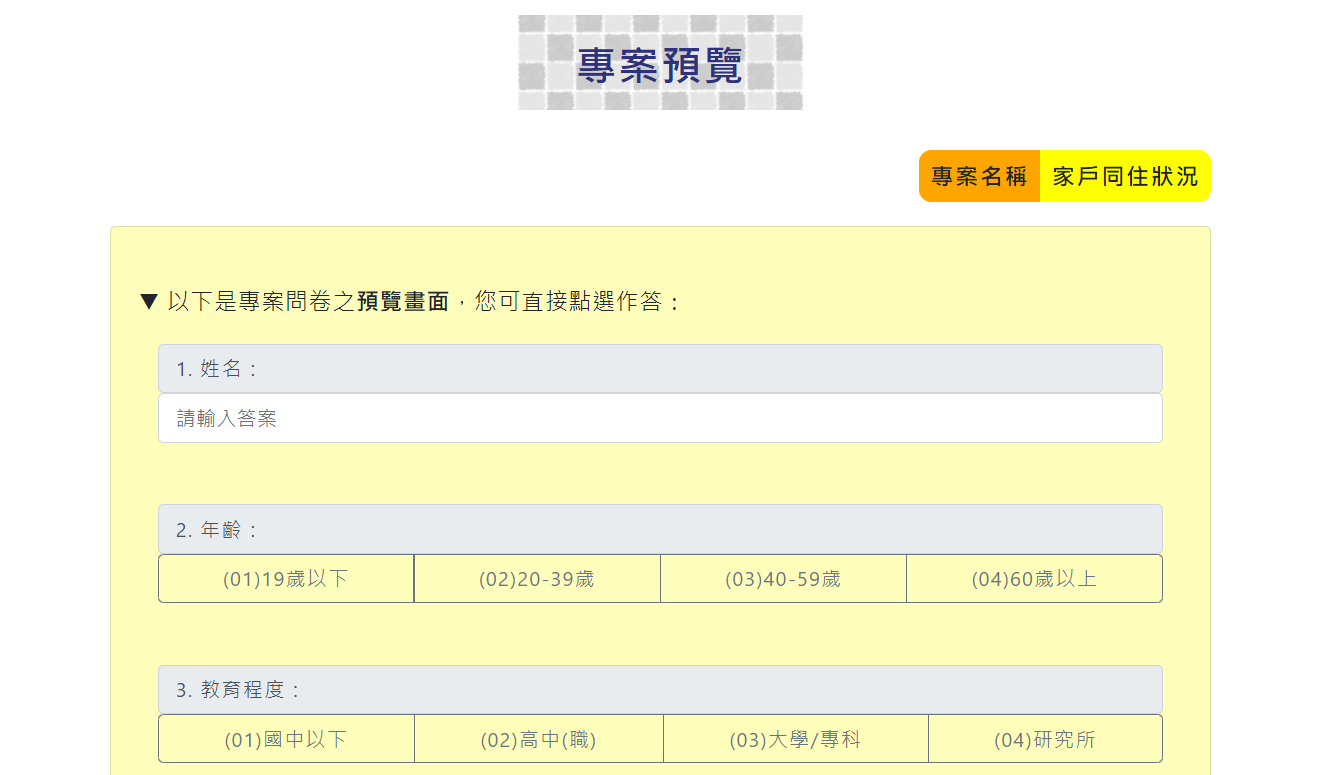 專案預覽
專案名稱 家戶同住狀況
▼ 以下是專案問卷之預覽畫面，您可直接點選作答：
1. 姓名：
請輸入答案
2. 年齡：
(01)19歲以下 (02)20-39歲 (03)40-59歲 (04)60歲以上
3. 教育程度：
(01)國中以下 (02)高中(職) (03)大學/專科 (04)研究所